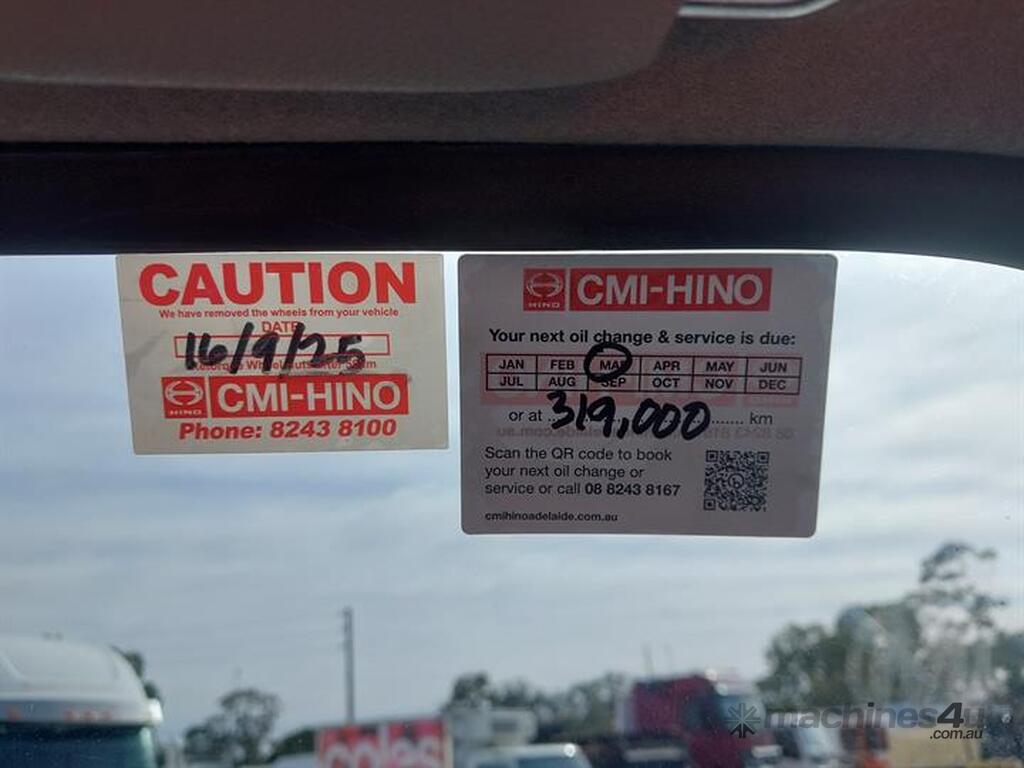 CAUTION
We have removed the wheels from your vehicle
DATE
16/9/25
HINO CMI-HINO
Phone: 8243 8100
HINO CMI-HINO
Your next oil change & service is due:
JAN FEB MAR APR MAY JUN
JUL AUG SEP OCT NOV DEC
or at 319,000 km
Scan the QR code to book
your next oil change or
service or call 08 8243 8167
cmihinoadelaide.com.au
coles
machines4u
.com.au